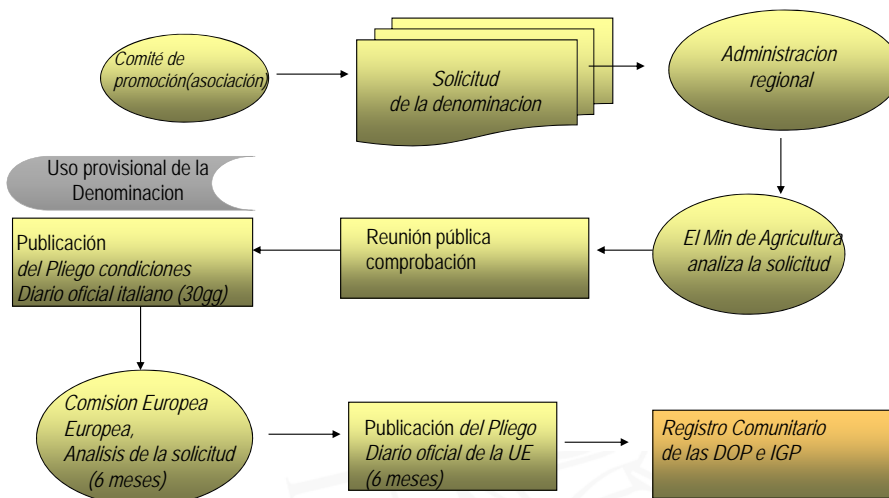 Comité de
promoción(asociación)
Solicitud
de la denominacion
Administracion
regional
Uso provisional de la
Denominacion
Publicación
del Pliego condiciones
Diario oficial italiano (30gg)
Reunión pública
comprobación
El Min de Agricultura
analiza la solicitud
Comision Europea
Europea,
Analisis de la solicitud
(6 meses)
Publicación del Pliego
Diario oficial de la UE
(6 meses)
Registro Comunitario
de las DOP e IGP